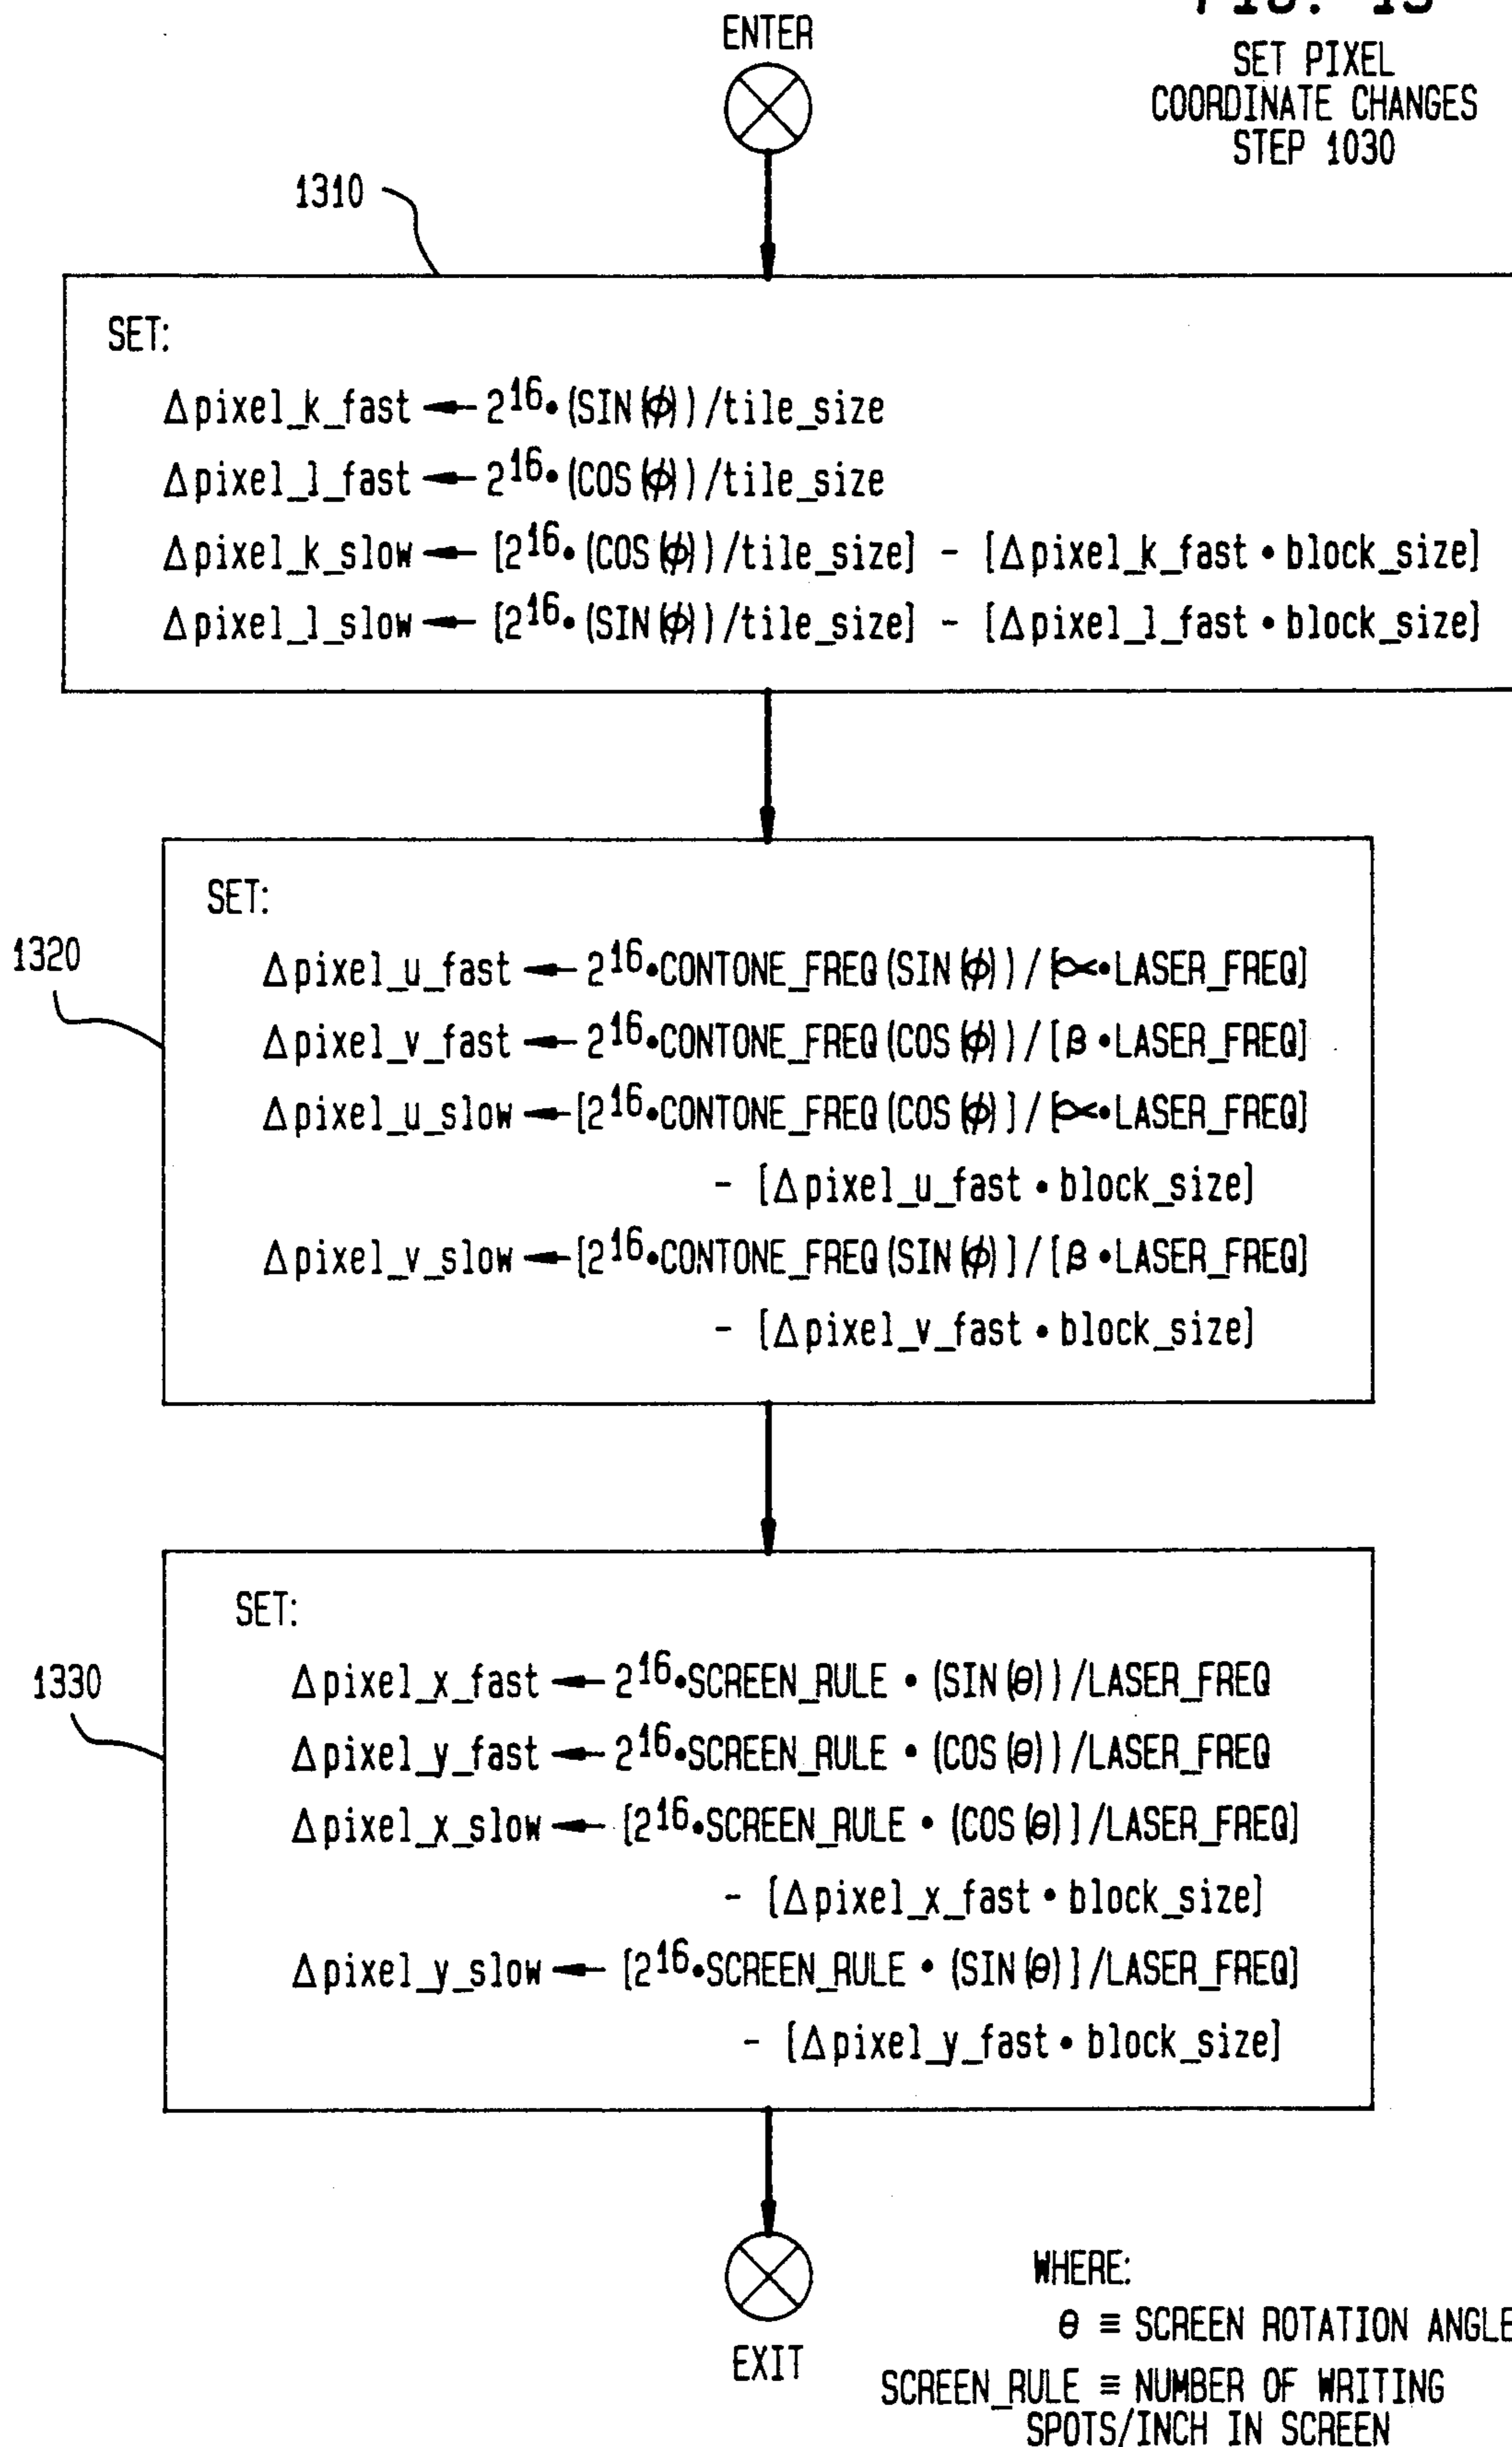 FIG. 13
SET PIXEL
COORDINATE CHANGES
STEP 1030
ENTER
1310
SET:
Δpixel_k_fast ← 2^16•(SIN(ϕ))/tile_size
Δpixel_l_fast ← 2^16•(COS(ϕ))/tile_size
Δpixel_k_slow ← [2^16•(COS(ϕ))/tile_size] - [Δpixel_k_fast•block_size]
Δpixel_l_slow ← [2^16•(SIN(ϕ))/tile_size] - [Δpixel_l_fast•block_size]
1320
SET:
Δpixel_u_fast ← 2^16•CONTONE_FREQ(SIN(ϕ))/[∝•LASER_FREQ]
Δpixel_v_fast ← 2^16•CONTONE_FREQ(COS(ϕ))/[β•LASER_FREQ]
Δpixel_u_slow ← [2^16•CONTONE_FREQ(COS(ϕ)]/[∝•LASER_FREQ]
- [Δpixel_u_fast•block_size]
Δpixel_v_slow ← [2^16•CONTONE_FREQ(SIN(ϕ)]/[β•LASER_FREQ]
- [Δpixel_v_fast•block_size]
1330
SET:
Δpixel_x_fast ← 2^16•SCREEN_RULE • (SIN(θ))/LASER_FREQ
Δpixel_y_fast ← 2^16•SCREEN_RULE • (COS(θ))/LASER_FREQ
Δpixel_x_slow ← [2^16•SCREEN_RULE • (COS(θ)]/LASER_FREQ]
- [Δpixel_x_fast•block_size]
Δpixel_y_slow ← [2^16•SCREEN_RULE • (SIN(θ)]/LASER_FREQ]
- [Δpixel_y_fast•block_size]
EXIT
WHERE:
θ ≡ SCREEN ROTATION ANGLE
SCREEN_RULE ≡ NUMBER OF WRITING
SPOTS/INCH IN SCREEN